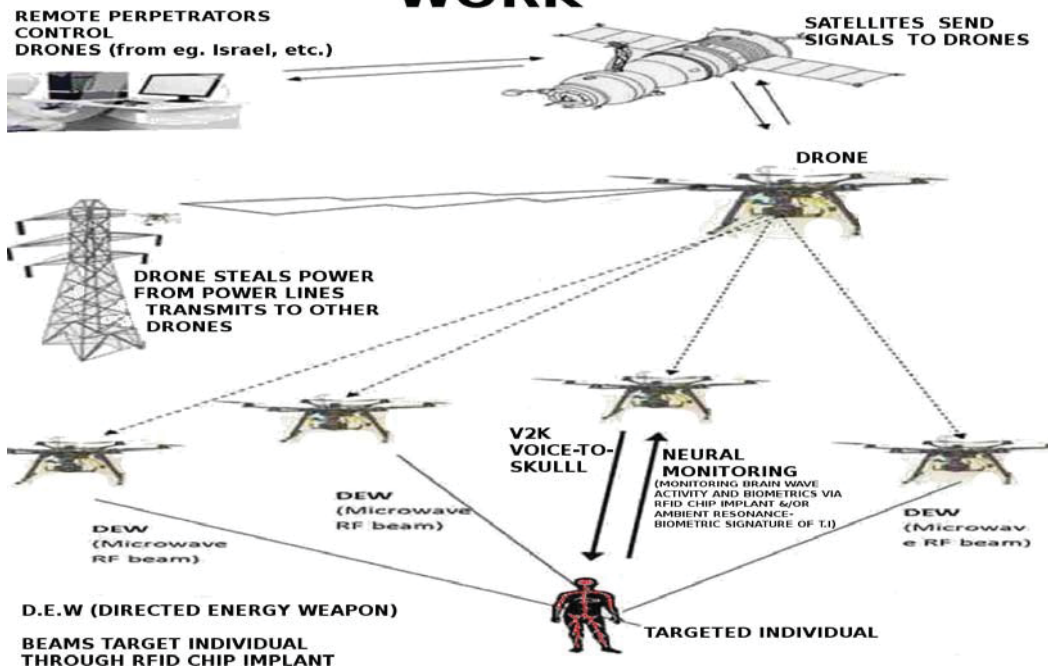 WORK
REMOTE PERPETRATORS
CONTROL
DRONES (from eg. Israel, etc.)
SATELLITES SEND
SIGNALS TO DRONES
DRONE
DRONE STEALS POWER
FROM POWER LINES
TRANSMITS TO OTHER
DRONES
V2K
VOICE-TO-
SKULLL
NEURAL
MONITORING
(MONITORING BRAIN WAVE
ACTIVITY AND BIOMETRICS VIA
RFID CHIP IMPLANT &/OR
AMBIENT RESONANCE-
BIOMETRIC SIGNATURE OF T.I)
DEW
(Microwave
RF beam)
DEW
(Microwave
RF beam)
DEW
(Microwav
e RF beam)
D.E.W (DIRECTED ENERGY WEAPON)
BEAMS TARGET INDIVIDUAL
THROUGH RFID CHIP IMPLANT
TARGETED INDIVIDUAL